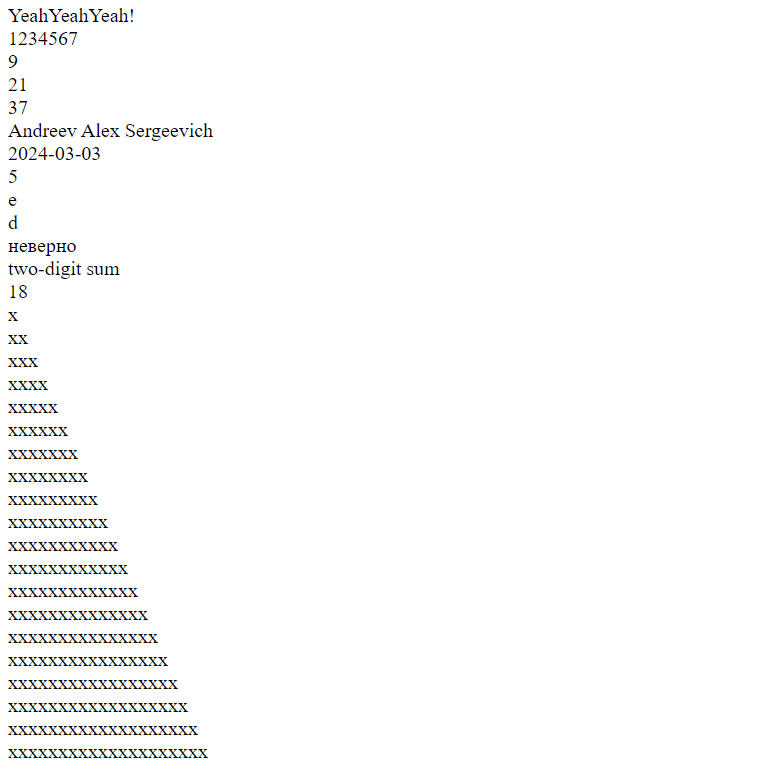 YeahYeahYeah!
1234567
9
21
37
Andreev Alex Sergeevich
2024-03-03
5
e
d
неверно
two-digit sum
18
x
xx
xxx
xxxx
xxxxx
xxxxxx
xxxxxxx
xxxxxxxx
xxxxxxxxx
xxxxxxxxxx
xxxxxxxxxxx
xxxxxxxxxxxx
xxxxxxxxxxxxx
xxxxxxxxxxxxxx
xxxxxxxxxxxxxxx
xxxxxxxxxxxxxxxx
xxxxxxxxxxxxxxxxx
xxxxxxxxxxxxxxxxxx
xxxxxxxxxxxxxxxxxxx
xxxxxxxxxxxxxxxxxxxx